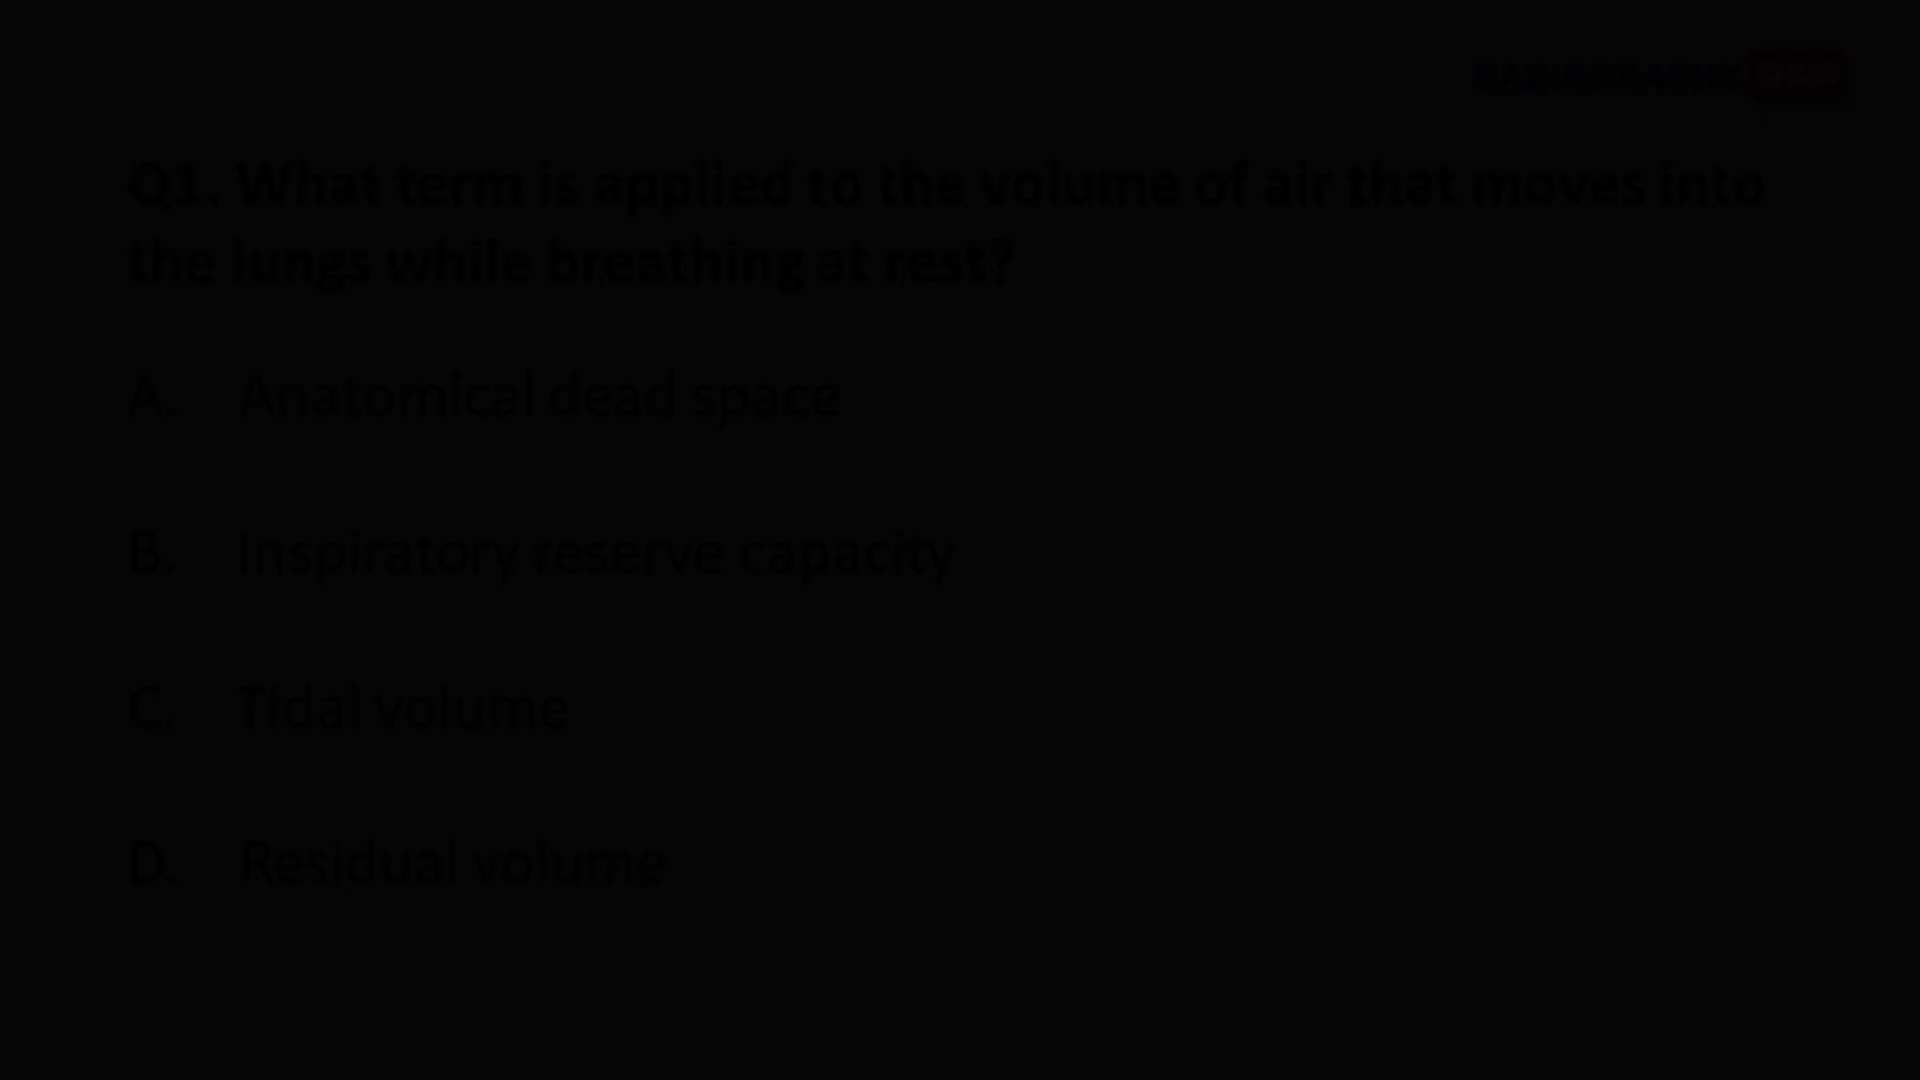 RADIOGRAPHY Q&A
Q1. What term is applied to the volume of air that moves into
the lungs while breathing at rest?
A. Anatomical dead space
B. Inspiratory reserve capacity
C. Tidal volume
D. Residual volume